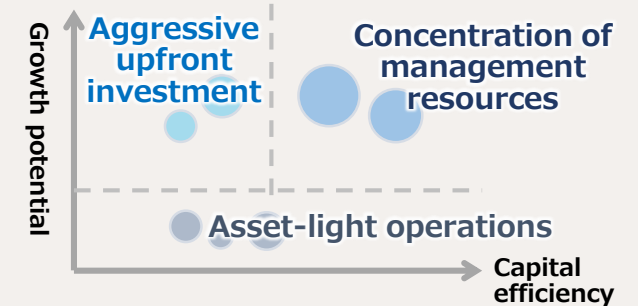 Growth potential
Aggressive
upfront
investment
Concentration of
management
resources
Asset-light operations
Capital
efficiency